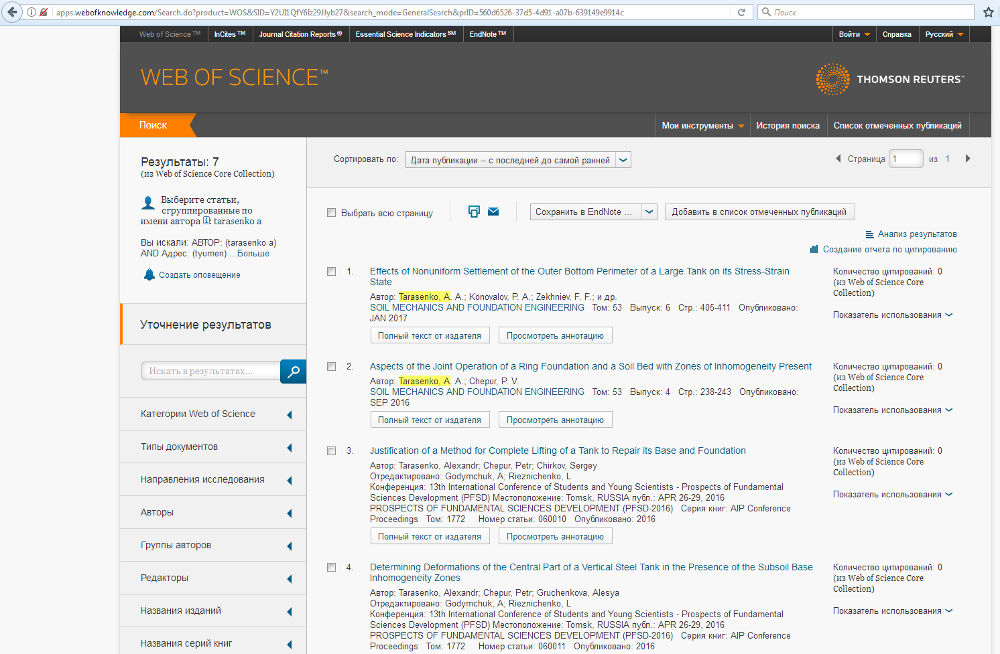 apps.webofknowledge.com/Search.do?product=WOS&SID=Y2UI1QfY6Iz29JJyb27&search_mode=GeneralSearch&prID=560d6526-37d5-4d91-a07b-639149e9914c
Поиск
Web of Science™ InCites™ Journal Citation Reports® Essential Science Indicators℠ EndNote™ Войти Справка Русский
WEB OF SCIENCE™
THOMSON REUTERS™
Поиск Мои инструменты История поиска Список отмеченных публикаций
Результаты: 7
(из Web of Science Core Collection)
Выберите статьи,
сгруппированные по
имени автора i: tarasenko a
Вы искали: АВТОР: (tarasenko a)
AND Адрес: (tyumen) ...Больше
Создать оповещение
Уточнение результатов
Искать в результатах...
Категории Web of Science
Типы документов
Направления исследования
Авторы
Группы авторов
Редакторы
Названия изданий
Названия серий книг
Сортировать по: Дата публикации -- с последней до самой ранней
Страница 1 из 1
Выбрать всю страницу
Сохранить в EndNote ...
Добавить в список отмеченных публикаций
Анализ результатов
Создание отчета по цитированию
1. Effects of Nonuniform Settlement of the Outer Bottom Perimeter of a Large Tank on its Stress-Strain
State
Автор: Tarasenko, A. A.; Konovalov, P. A.; Zekhniev, F. F.; и др.
SOIL MECHANICS AND FOUNDATION ENGINEERING Том: 53 Выпуск: 6 Стр.: 405-411 Опубликовано:
JAN 2017
Полный текст от издателя Просмотреть аннотацию
Количество цитирований: 0
(из Web of Science Core
Collection)
Показатель использования
2. Aspects of the Joint Operation of a Ring Foundation and a Soil Bed with Zones of Inhomogeneity Present
Автор: Tarasenko, A. A.; Chepur, P. V.
SOIL MECHANICS AND FOUNDATION ENGINEERING Том: 53 Выпуск: 4 Стр.: 238-243 Опубликовано:
SEP 2016
Полный текст от издателя Просмотреть аннотацию
Количество цитирований: 0
(из Web of Science Core
Collection)
Показатель использования
3. Justification of a Method for Complete Lifting of a Tank to Repair its Base and Foundation
Автор: Tarasenko, Alexandr; Chepur, Petr; Chirkov, Sergey
Отредактировано: Godymchuk, A; Rieznichenko, L
Конференция: 13th International Conference of Students and Young Scientists - Prospects of Fundamental
Sciences Development (PFSD) Местоположение: Tomsk, RUSSIA публ.: APR 26-29, 2016
PROSPECTS OF FUNDAMENTAL SCIENCES DEVELOPMENT (PFSD-2016) Серия книг: AIP Conference
Proceedings Том: 1772 Номер статьи: 060010 Опубликовано: 2016
Полный текст от издателя Просмотреть аннотацию
Количество цитирований: 0
(из Web of Science Core
Collection)
Показатель использования
4. Determining Deformations of the Central Part of a Vertical Steel Tank in the Presence of the Subsoil Base
Inhomogeneity Zones
Автор: Tarasenko, Alexandr; Chepur, Petr; Gruchenkova, Alesya
Отредактировано: Godymchuk, A; Rieznichenko, L
Конференция: 13th International Conference of Students and Young Scientists - Prospects of Fundamental
Sciences Development (PFSD) Местоположение: Tomsk, RUSSIA публ.: APR 26-29, 2016
PROSPECTS OF FUNDAMENTAL SCIENCES DEVELOPMENT (PFSD-2016) Серия книг: AIP Conference
Proceedings Том: 1772 Номер статьи: 060011 Опубликовано: 2016
Количество цитирований: 0
(из Web of Science Core
Collection)
Показатель использования